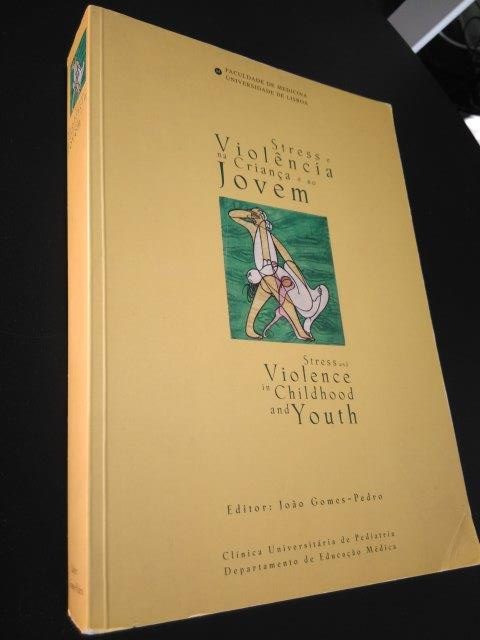 FACULDADE DE MEDICINA
UNIVERSIDADE DE LISBOA
Stress e
Violência
na Criança e no
Jovem
Stress and
Violence
in Childhood
and Youth
Editor: João Gomes-Pedro
Clínica Universitária de Pediatria
Departamento de Educação Médica